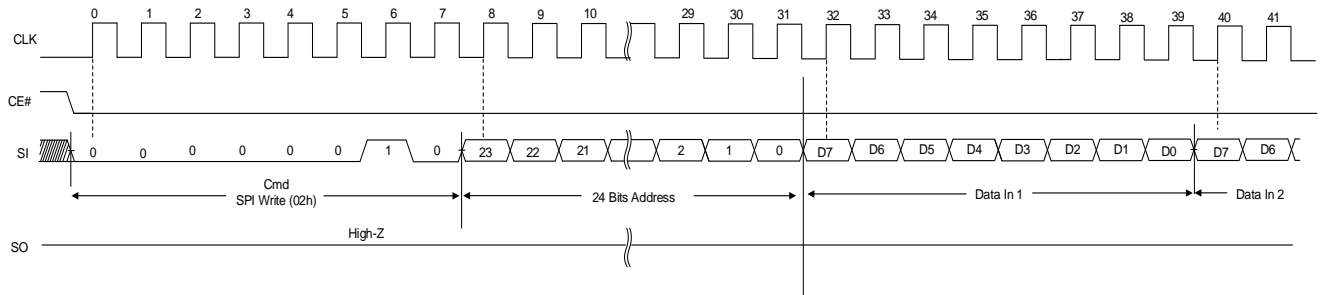 0 1 2 3 4 5 6 7 8 9 10 29 30 31 32 33 34 35 36 37 38 39 40 41
CLK
CE#
SI 0 0 0 0 0 0 1 0 23 22 21 2 1 0 D7 D6 D5 D4 D3 D2 D1 D0 D7 D6
Cmd
SPI Write (02h) 24 Bits Address Data In 1 Data In 2
High-Z
SO